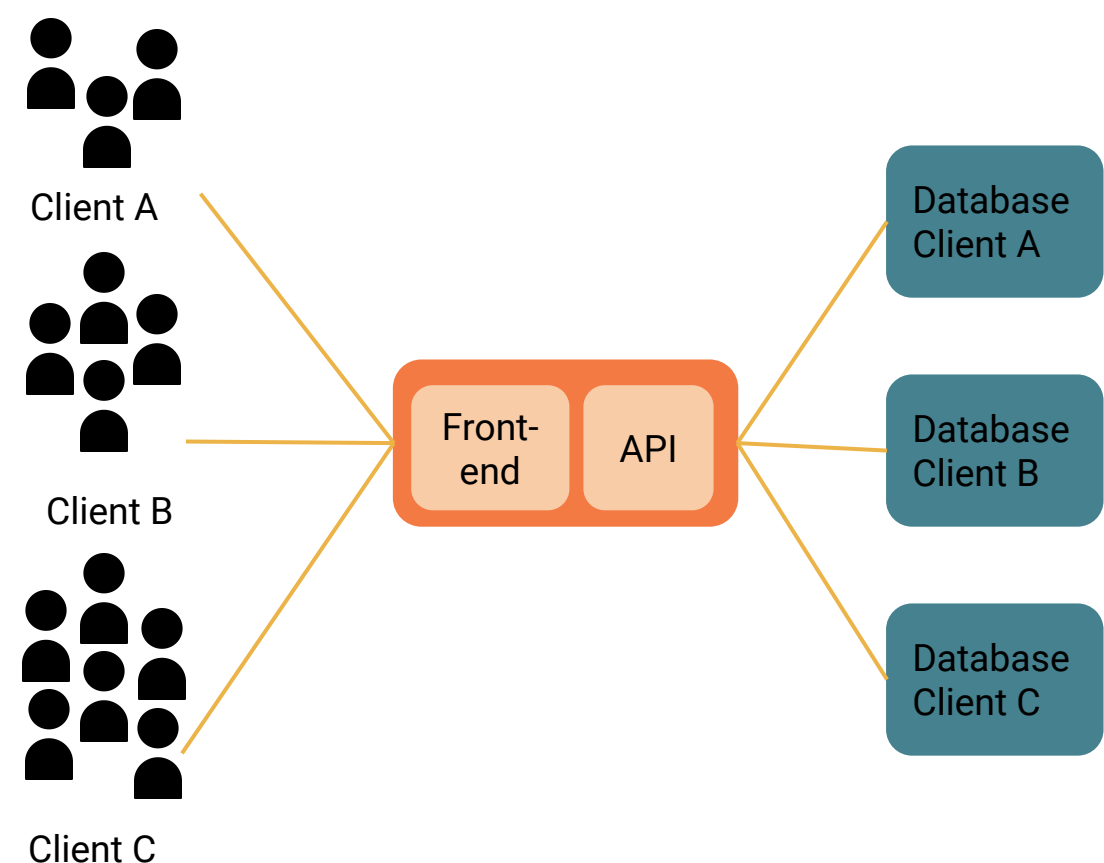 Client A
Client B
Client C
Front-
end
API
Database
Client A
Database
Client B
Database
Client C